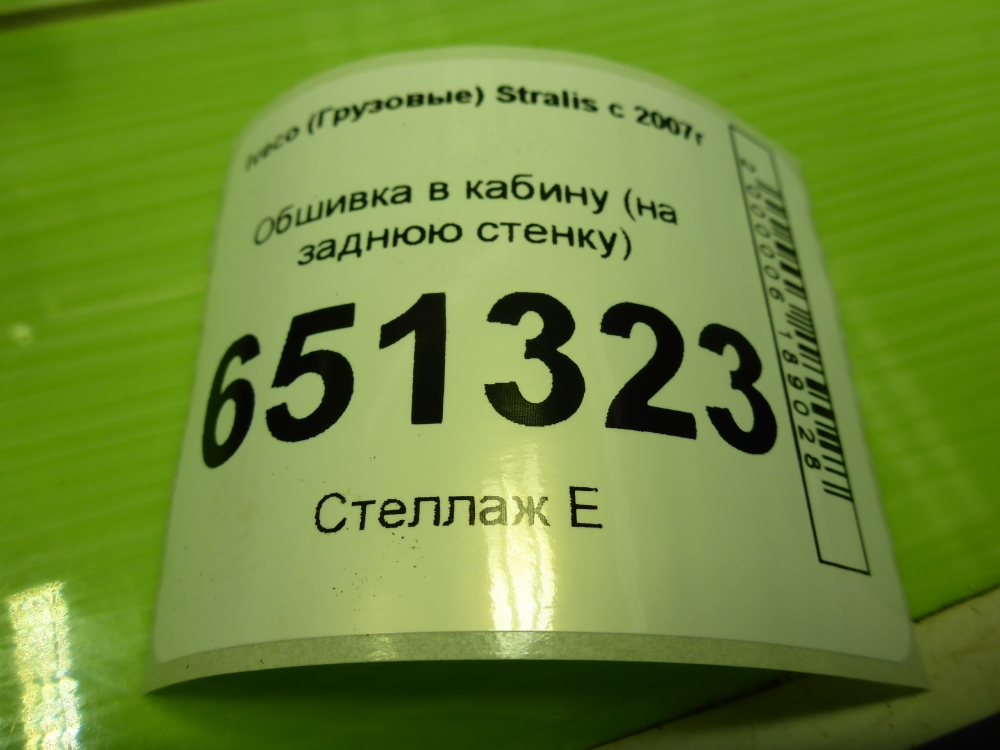 Iveco (Грузовые) Stralis с 2007г
Обшивка в кабину (на
заднюю стенку)
651323
Стеллаж Е
2000006189028